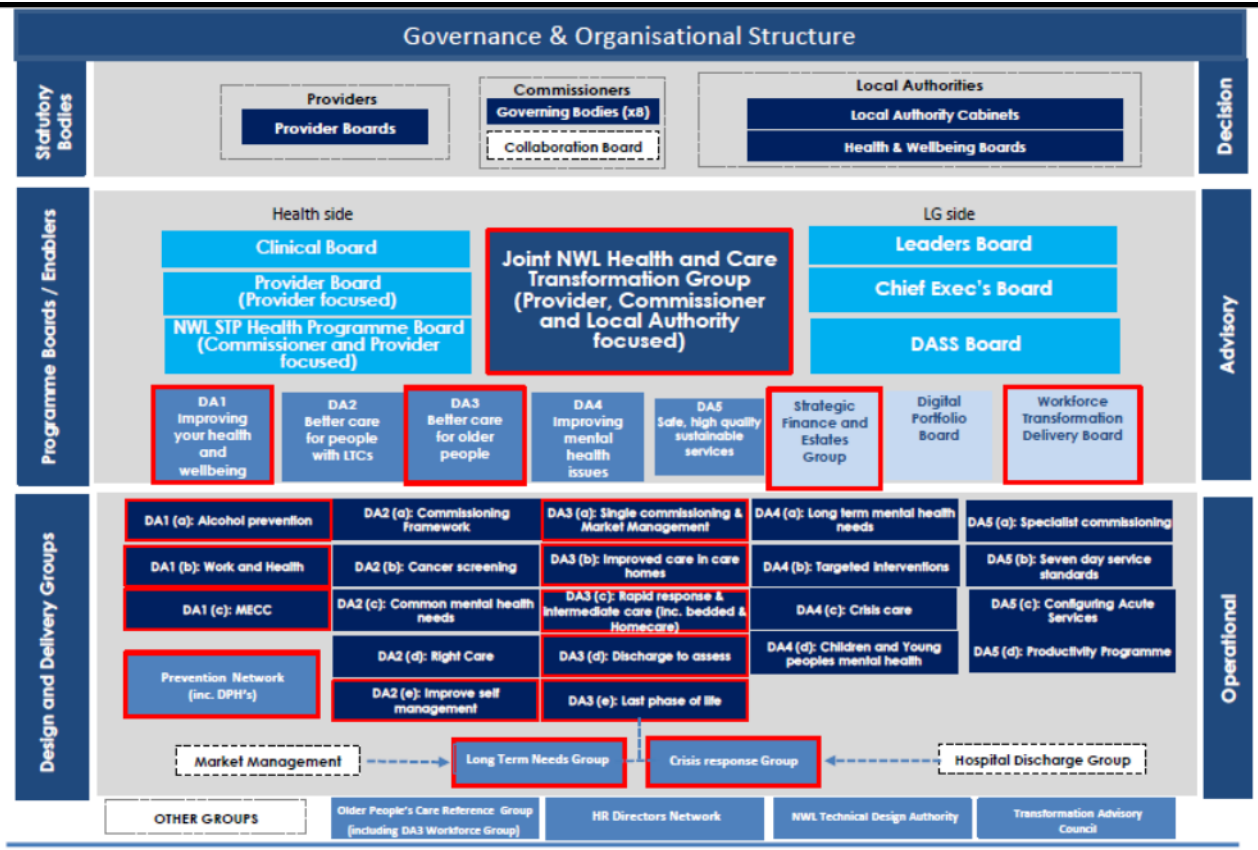 Governance & Organisational Structure
Statutory
Bodies
Providers
Provider Boards
Commissioners
Governing Bodies (x8)
Collaboration Board
Local Authorities
Local Authority Cabinets
Health & Wellbeing Boards
Decision
Programme Boards / Enablers
Health side
Clinical Board
Provider Board
(Provider focused)
NWL STP Health Programme Board
(Commissioner and Provider
focused)
Joint NWL Health and Care
Transformation Group
(Provider, Commissioner
and Local Authority
focused)
LG side
Leaders Board
Chief Exec's Board
DASS Board
Advisory
DA1
Improving
your health
and
wellbeing
DA2
Better care
for people
with LTCs
DA3
Better care
for older
people
DA4
Improving
mental
health
issues
DA5
Safe, high quality
sustainable
services
Strategic
Finance and
Estates
Group
Digital
Portfolio
Board
Workforce
Transformation
Delivery Board
Design and Delivery Groups
DA1 (a): Alcohol prevention
DA1 (b): Work and Health
DA1 (c): MECC
Prevention Network
(inc. DPH's)
DA2 (a): Commissioning
Framework
DA2 (b): Cancer screening
DA2 (c): Common mental health
needs
DA2 (d): Right Care
DA2 (e): Improve self
management
DA3 (a): Single commissioning &
Market Management
DA3 (b): Improved care in care
homes
DA3 (c): Rapid response &
Intermediate care (inc. bedded &
Homecare)
DA3 (d): Discharge to assess
DA3 (e): Last phase of life
DA4 (a): Long term mental health
needs
DA4 (b): Targeted interventions
DA4 (c): Crisis care
DA4 (d): Children and Young
peoples mental health
DA5 (a): Specialist commissioning
DA5 (b): Seven day service
standards
DA5 (c): Configuring Acute
Services
DA5 (d): Productivity Programme
Operational
Market Management
Long Term Needs Group
Crisis response Group
Hospital Discharge Group
OTHER GROUPS
Older People's Care Reference Group
(including DA3 Workforce Group)
HR Directors Network
NWL Technical Design Authority
Transformation Advisory
Council